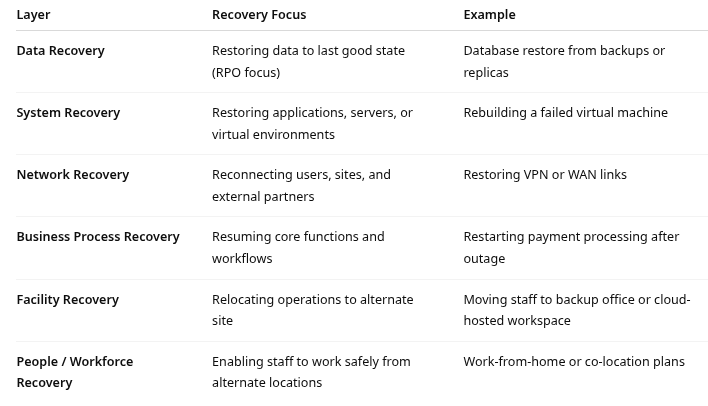 Layer Recovery Focus Example
Data Recovery Restoring data to last good state Database restore from backups or
(RPO focus) replicas
System Recovery Restoring applications, servers, or Rebuilding a failed virtual machine
virtual environments
Network Recovery Reconnecting users, sites, and Restoring VPN or WAN links
external partners
Business Process Recovery Resuming core functions and Restarting payment processing after
workflows outage
Facility Recovery Relocating operations to alternate Moving staff to backup office or cloud-
site hosted workspace
People / Workforce Enabling staff to work safely from Work-from-home or co-location plans
Recovery alternate locations